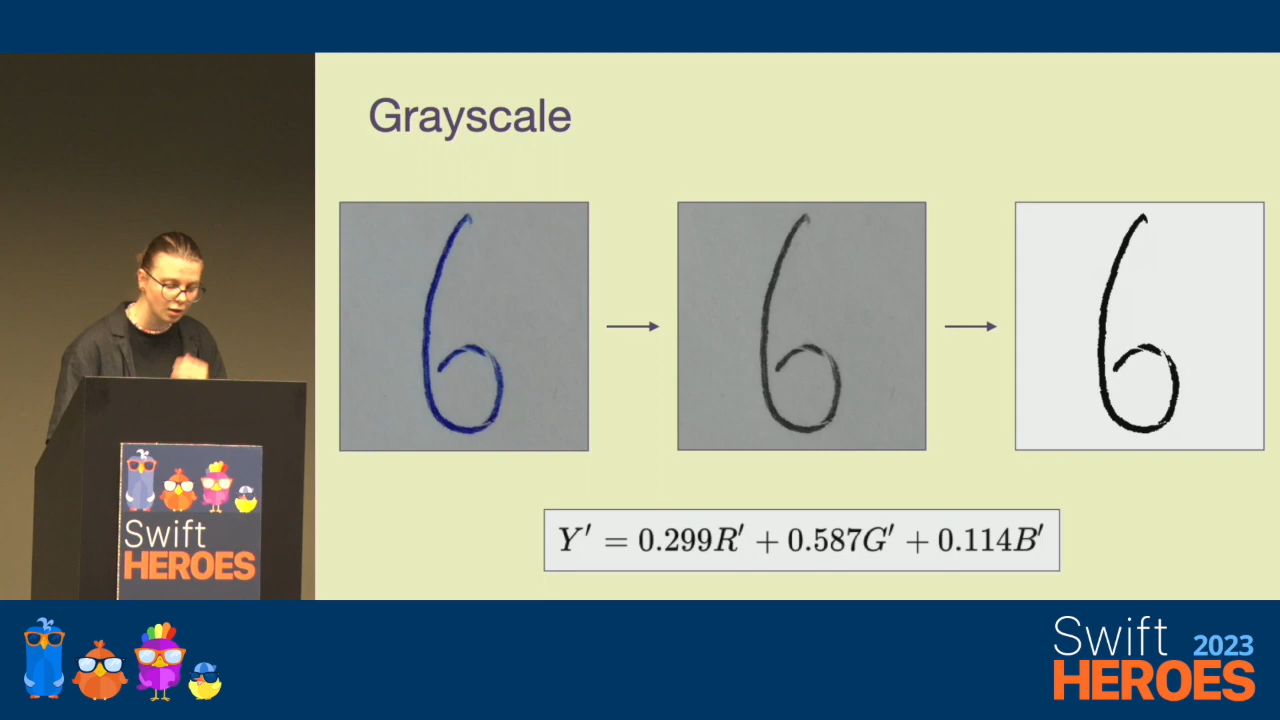 Grayscale
6
6
6
Y′ = 0.299R′ + 0.587G′ + 0.114B′
Swift
HEROES
Swift 2023
HEROES